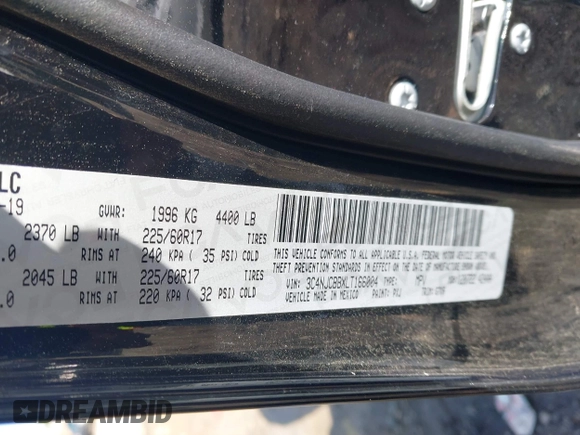 LC
-19 GVWR: 1996 KG 4400 LB
2370 LB WITH 225/60R17 TIRES
.0 RIMS AT 240 KPA ( 35 PSI) COLD
2045 LB WITH 225/60R17 TIRES
.0 RIMS AT 220 KPA ( 32 PSI) COLD
THIS VEHICLE CONFORMS TO ALL APPLICABLE U.S.A. FEDERAL MOTOR VEHICLE SAFETY AND
THEFT PREVENTION STANDARDS IN EFFECT ON THE DATE OF MANUFACTURE SHOWN ABOVE.
VIN: 3C4NJCBBXLT166004 TYPE: MPV
MADE IN MEXICO PAINT: PXJ TRIM:
DREAMBID